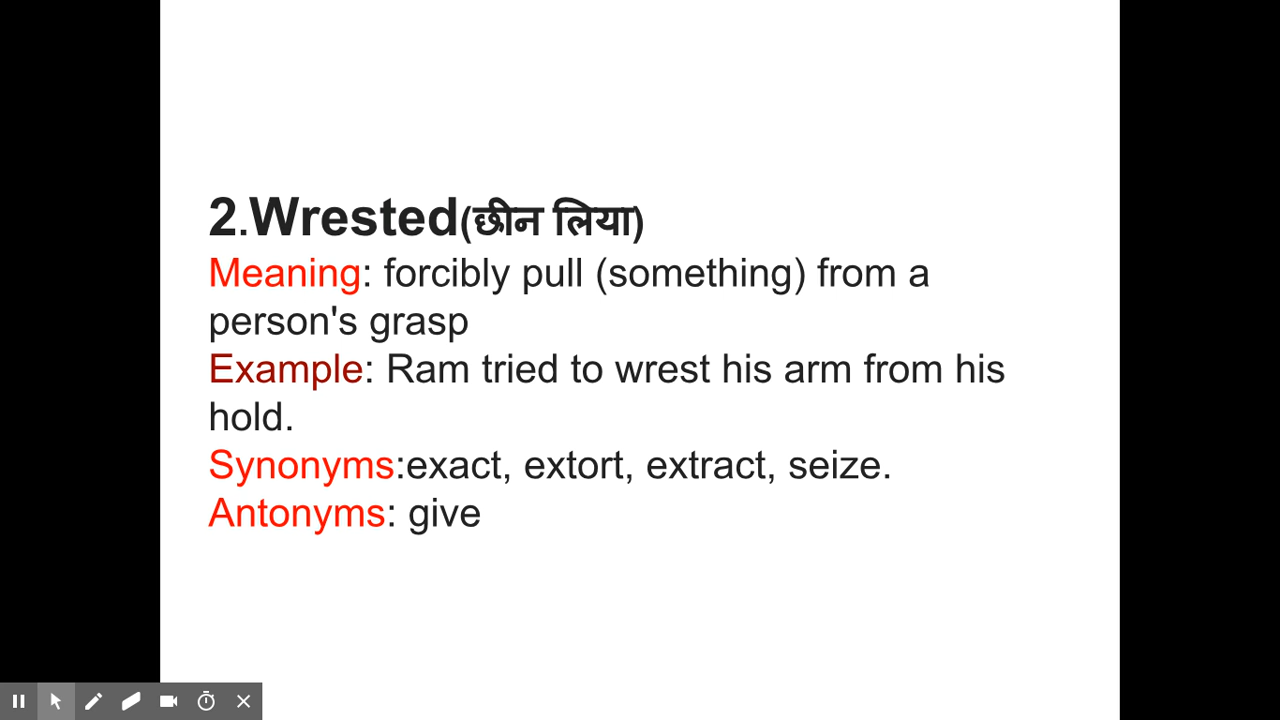 2.Wrested(छीन लिया)
Meaning: forcibly pull (something) from a
person's grasp
Example: Ram tried to wrest his arm from his
hold.
Synonyms:exact, extort, extract, seize.
Antonyms: give